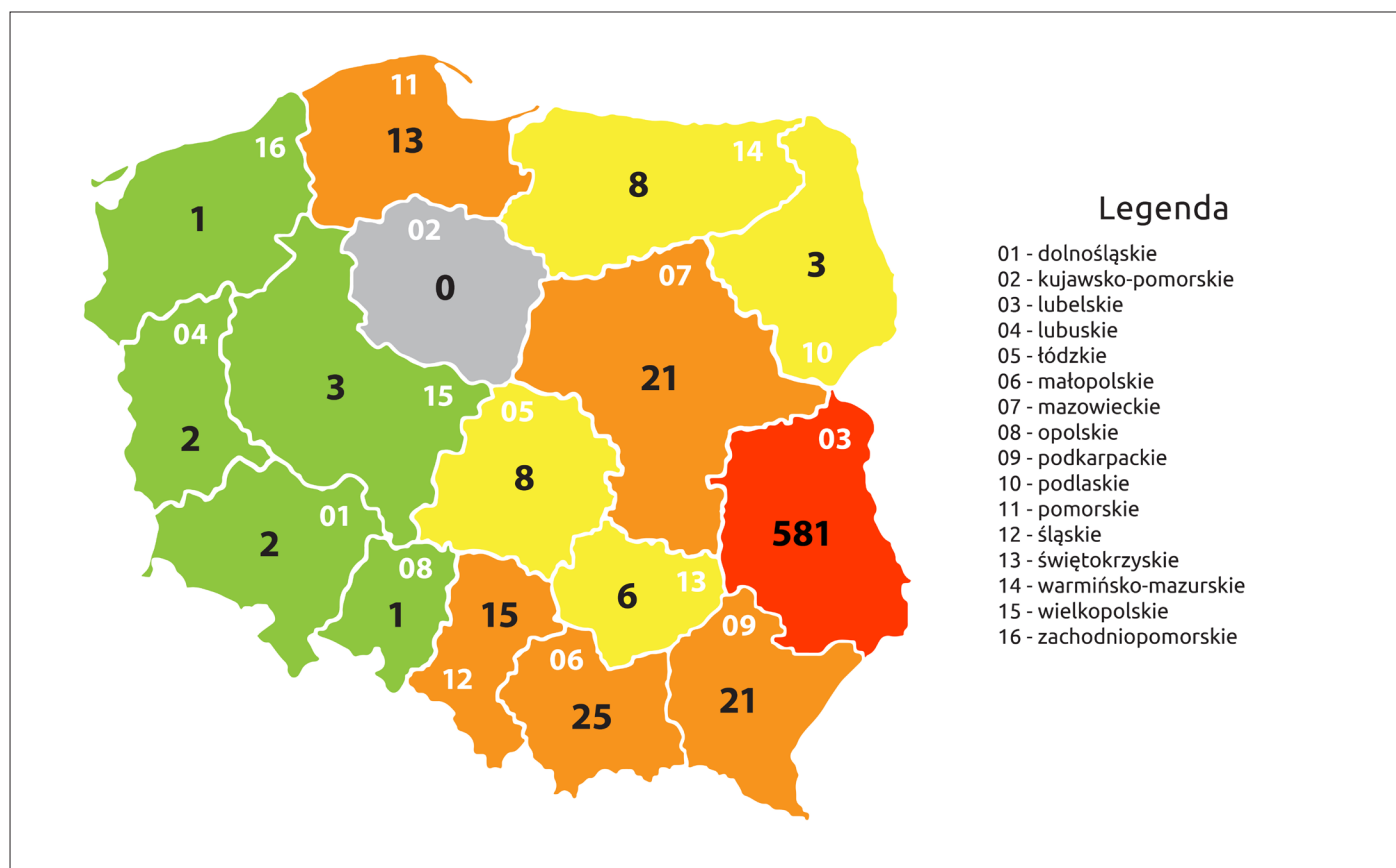 11
13
16
14
8
1
02
3
07
0
04
10
21
3
15
05
03
2
8
01
581
2
08
13
6
1
15
09
06
12
21
25
Legenda
01 - dolnośląskie
02 - kujawsko-pomorskie
03 - lubelskie
04 - lubuskie
05 - łódzkie
06 - małopolskie
07 - mazowieckie
08 - opolskie
09 - podkarpackie
10 - podlaskie
11 - pomorskie
12 - śląskie
13 - świętokrzyskie
14 - warmińsko-mazurskie
15 - wielkopolskie
16 - zachodniopomorskie